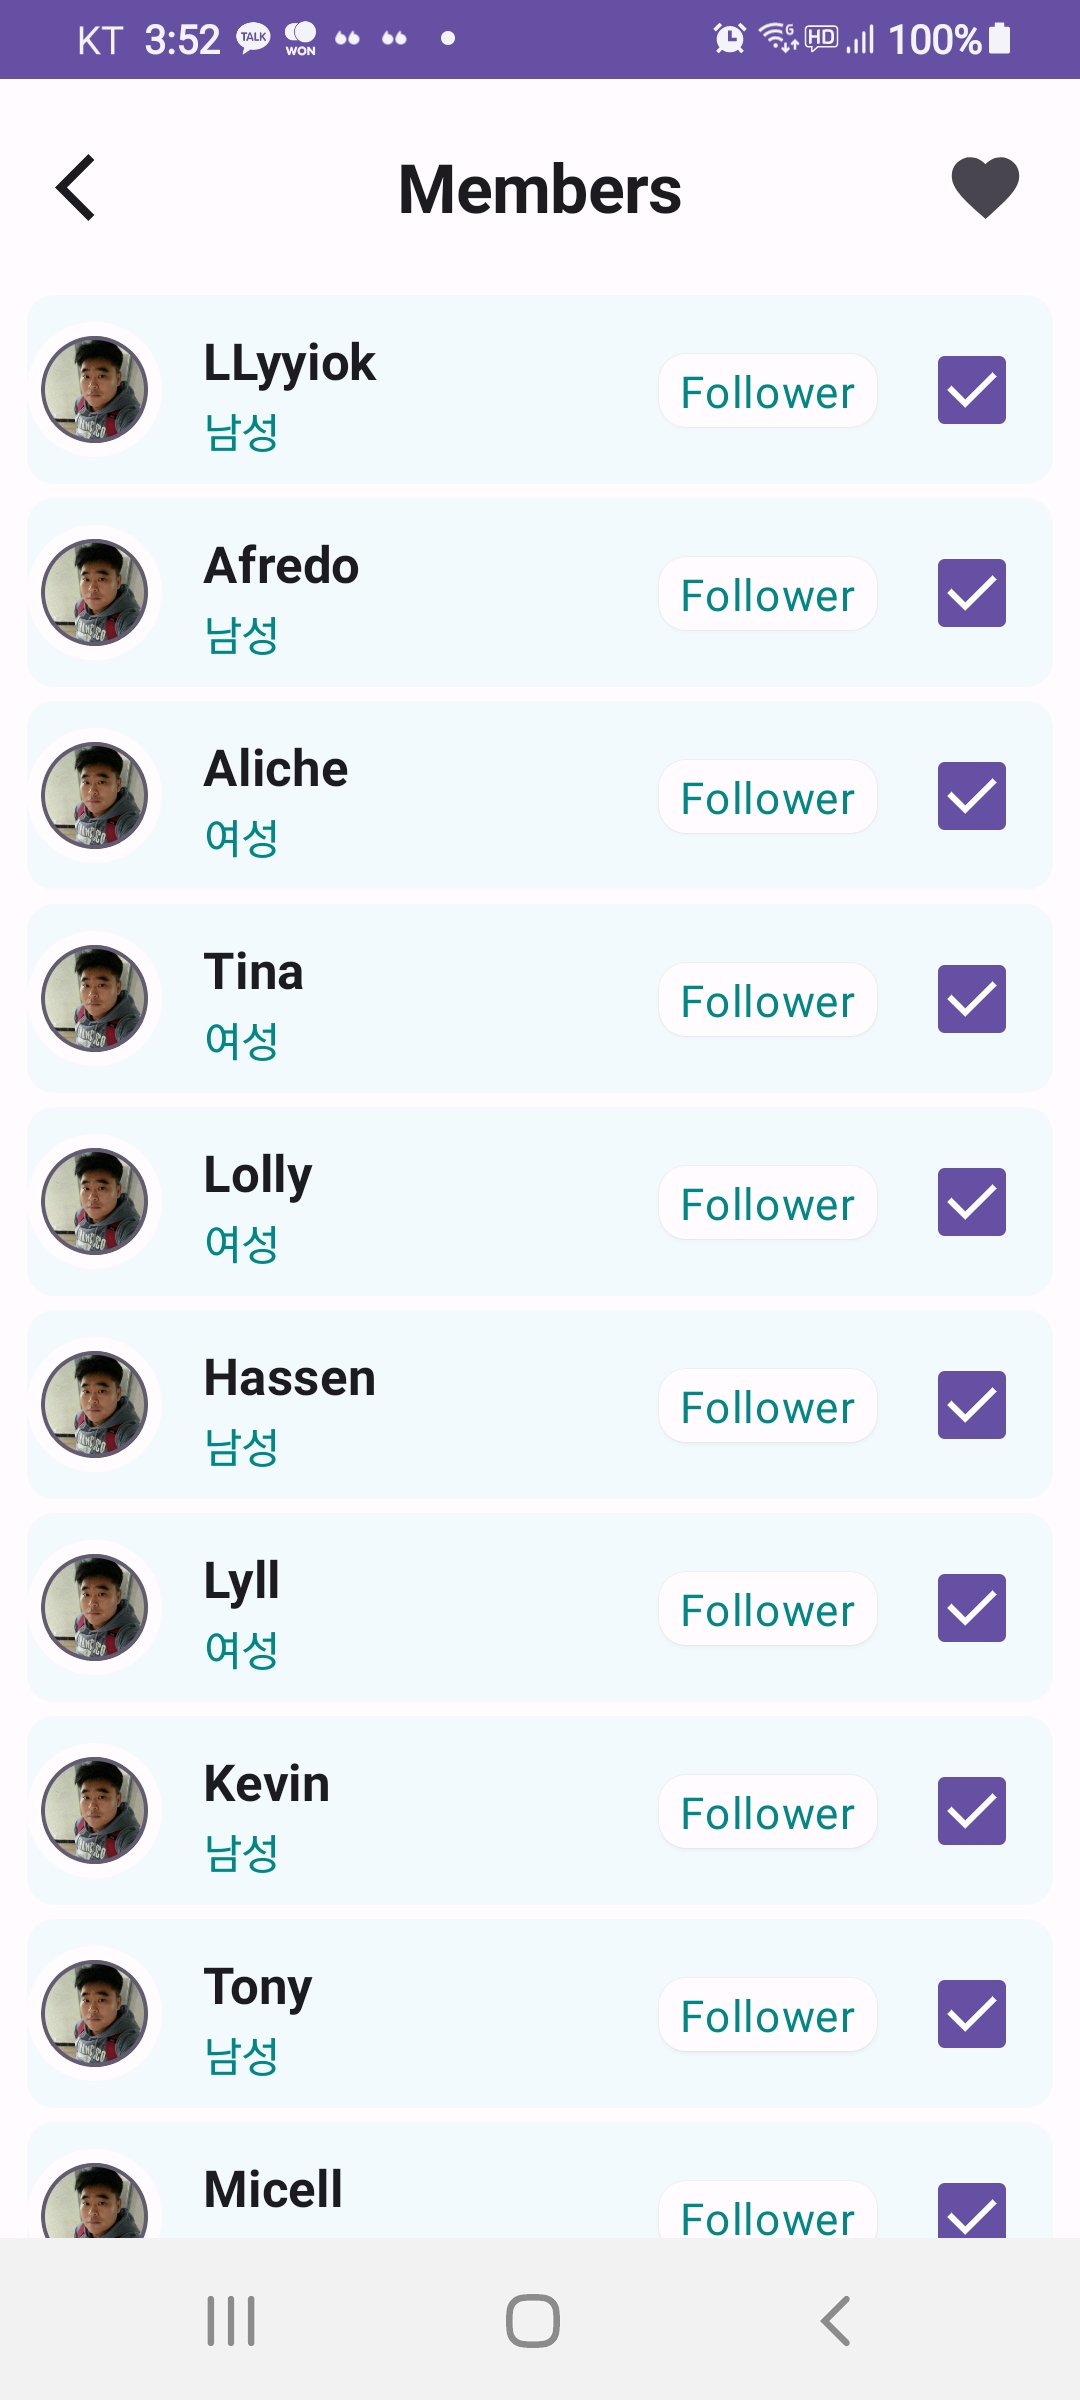 KT 3:52 TALK WON HD 100%
Members
LLyyiok
남성
Follower
Afredo
남성
Follower
Aliche
여성
Follower
Tina
여성
Follower
Lolly
여성
Follower
Hassen
남성
Follower
Lyll
여성
Follower
Kevin
남성
Follower
Tony
남성
Follower
Micell
Follower